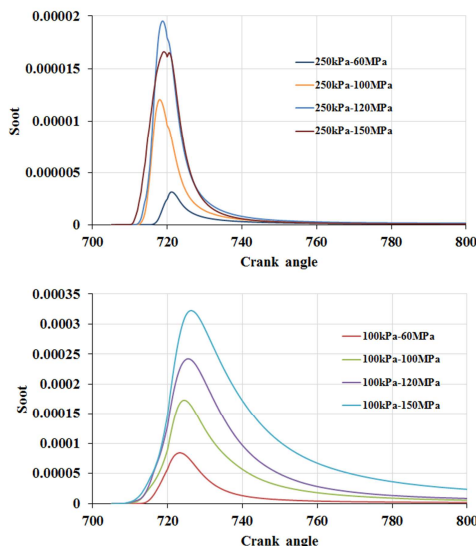 0.00002
0.000015
0.00001
0.000005
0
Soot
250kPa-60MPa
250kPa-100MPa
250kPa-120MPa
250kPa-150MPa
700 720 740 760 780 800
Crank angle
0.00035
0.0003
0.00025
0.0002
0.00015
0.0001
0.00005
0
Soot
100kPa-60MPa
100kPa-100MPa
100kPa-120MPa
100kPa-150MPa
700 720 740 760 780 800
Crank angle